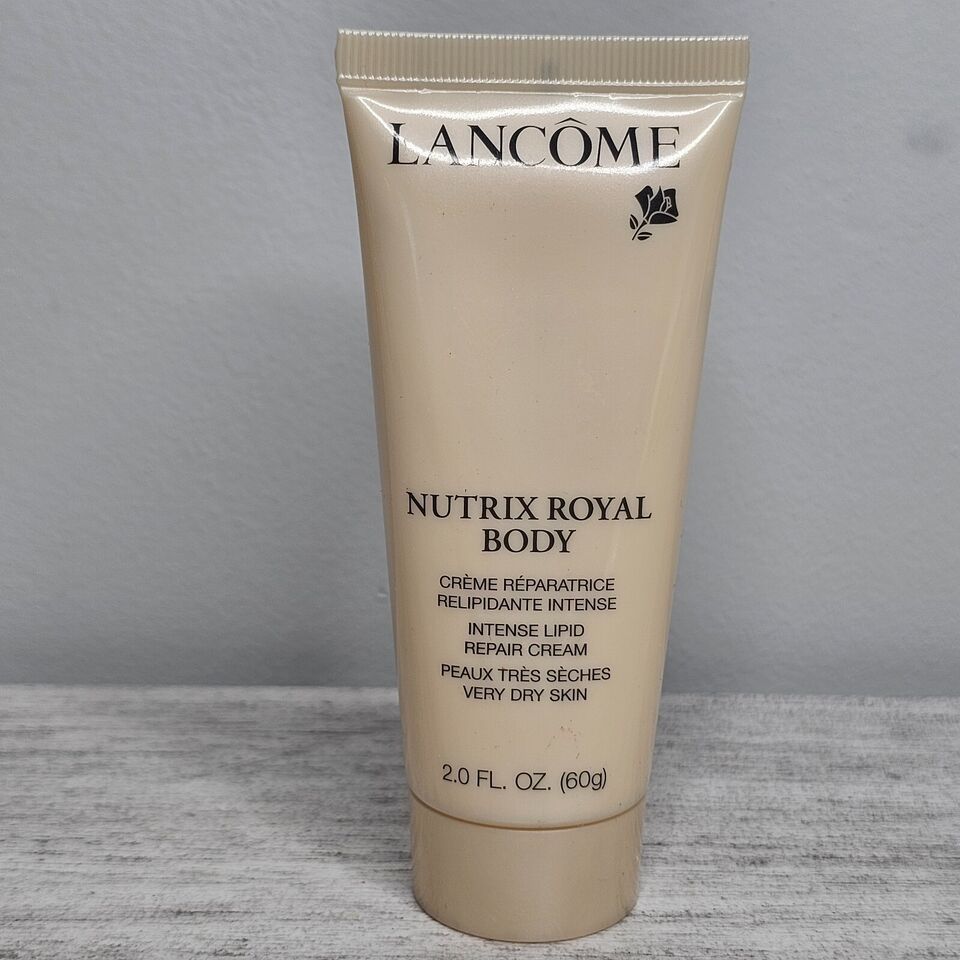 LANCÔME
NUTRIX ROYAL
BODY
CRÈME RÉPARATRICE
RELIPIDANTE INTENSE
INTENSE LIPID
REPAIR CREAM
PEAUX TRÈS SÈCHES
VERY DRY SKIN
2.0 FL. OZ. (60g)